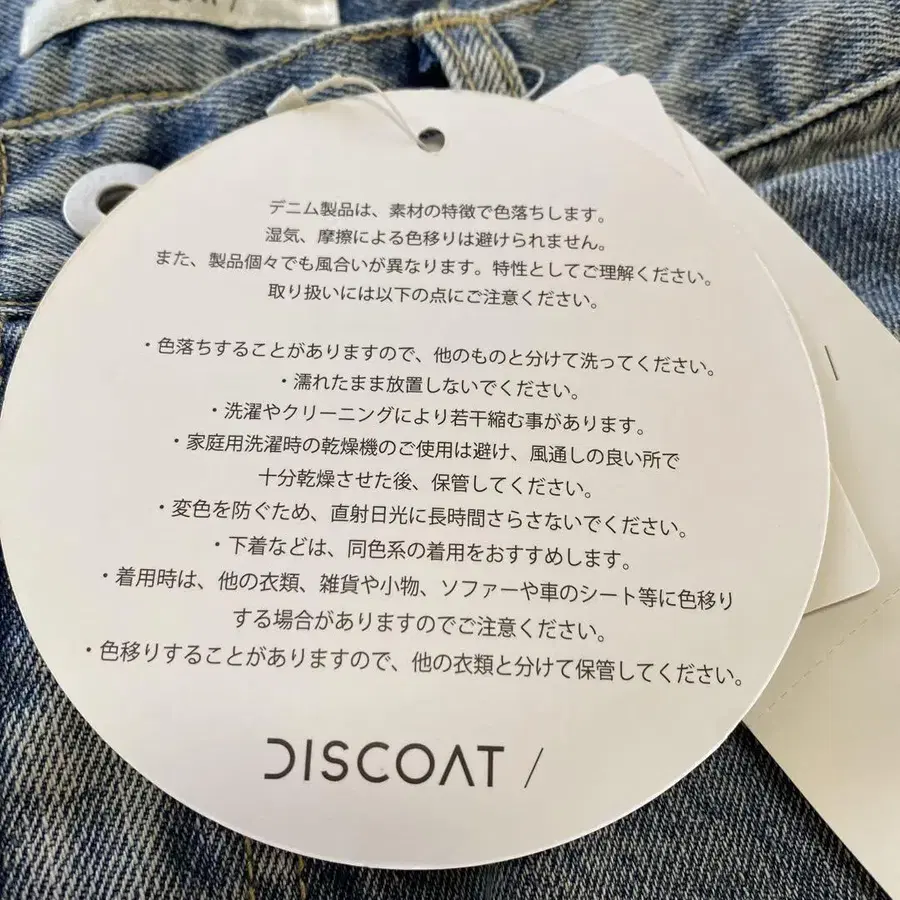 デニム製品は、素材の特徴で色落ちします。
湿気、摩擦による色移りは避けられません。
また、製品個々でも風合いが異なります。特性としてご理解ください。
取り扱いには以下の点にご注意ください。
・色落ちすることがありますので、他のものと分けて洗ってください。
・濡れたまま放置しないでください。
・洗濯やクリーニングにより若干縮む事があります。
・家庭用洗濯時の乾燥機のご使用は避け、風通しの良い所で
十分乾燥させた後、保管してください。
・変色を防ぐため、直射日光に長時間さらさないでください。
・下着などは、同色系の着用をおすすめします。
・着用時は、他の衣類、雑貨や小物、ソファーや車のシート等に色移り
する場合がありますのでご注意ください。
・色移りすることがありますので、他の衣類と分けて保管してください。
DISCOAT /